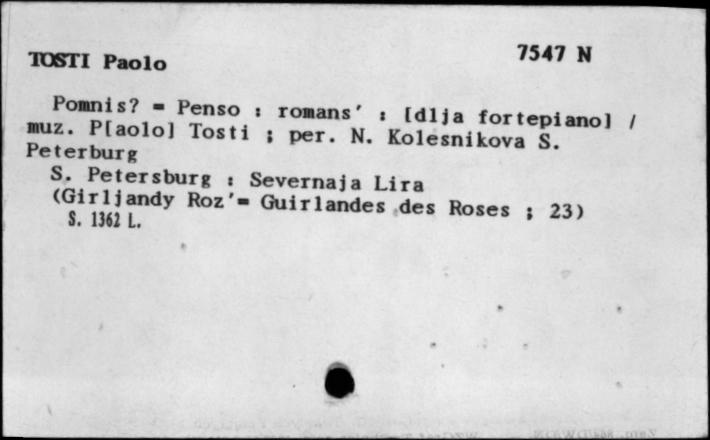 7547 N
TOSTI Paolo
Pomnis? = Penso : romans' : [dlja fortepiano] /
muz. P[aolo] Tosti ; per. N. Kolesnikova S.
Peterburg
S. Petersburg : Severnaja Lira
(Girljandy Roz'= Guirlandes des Roses ; 23)
S. 1362 L.